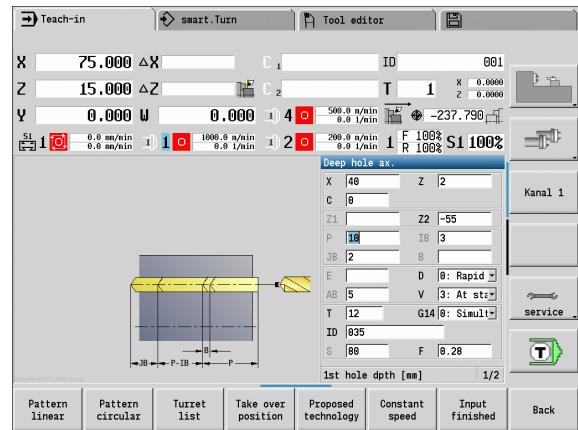 Teach-in smart.Turn Tool editor
X 75.000 ΔX C 1 ID 001
Z 15.000 ΔZ C 2 T 1 X 0.0000 Z 0.0000
Y 0.000 U 0.000 4 500.0 m/min 0.0 1/min -237.790
S1 1 0.0 mm/min 0.0 mm/min 1 1000.0 m/min 0.0 1/min 2 200.0 m/min 0.0 1/min 1 F 100% R 100% S1 100%
Deep hole ax.
X 40 Z 2
C 0
Z1 Z2 -55
P 10 IB 3
JB 2 B
E D 0: Rapid
AB 5 V 3: At sta
T 12 G14 0: Simult
ID 035
S 80 F 0.28
1st hole dpth [mm] 1/2
B
JB P-IB P
Kanal 1
service
T
Pattern linear
Pattern circular
Turret list
Take over position
Proposed technology
Constant speed
Input finished
Back